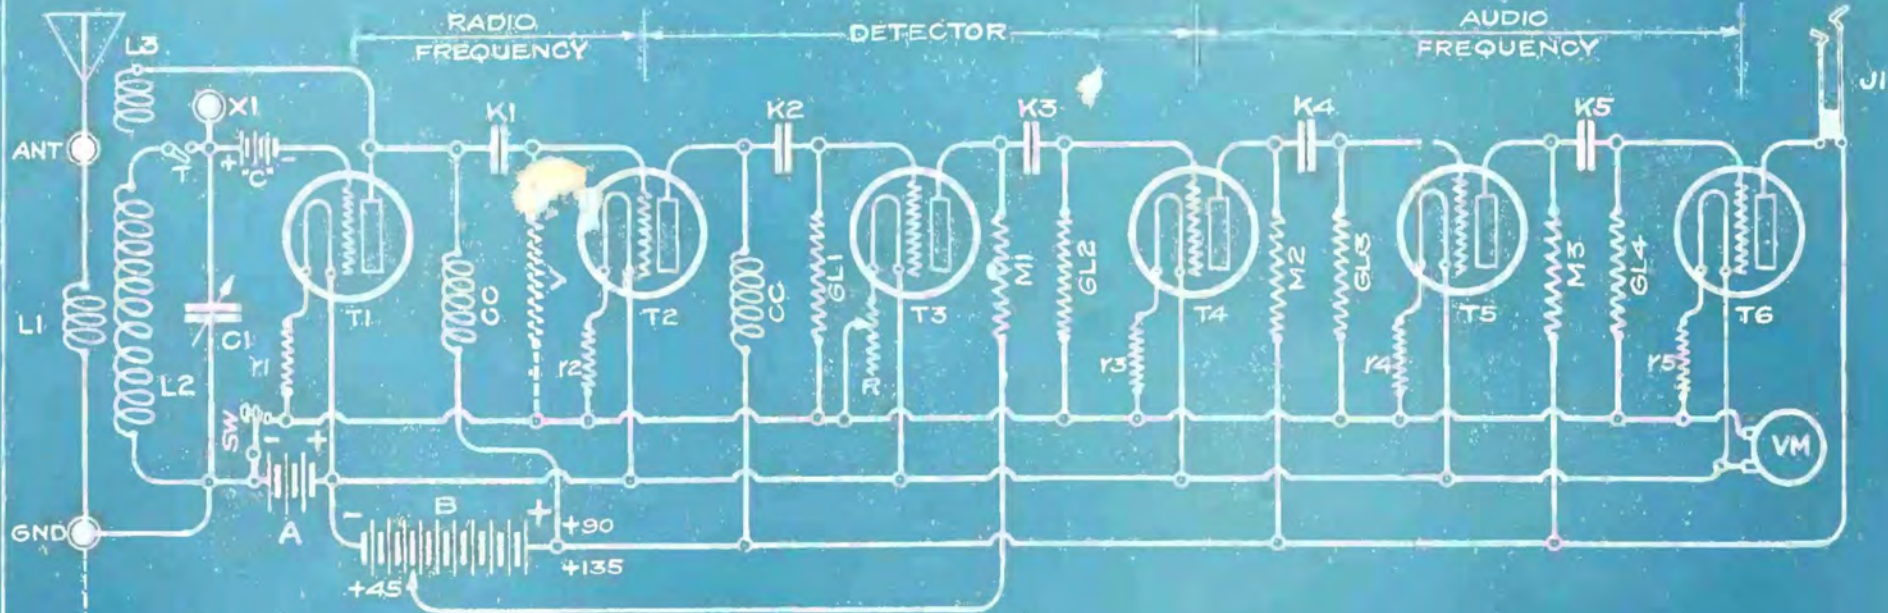 RADIO
FREQUENCY
DETECTOR
AUDIO
FREQUENCY
L3
X1
K1
K2
K3
K4
K5
J1
ANT
T
+ "C" -
L1
L2
C1
r1
T1
CC
r2
T2
CC
GL1
R
T3
M1
GL2
r3
T4
M2
GL3
r4
T5
M3
GL4
r5
T6
SW
- +
A
VM
GND
- B +
+90
+135
+45